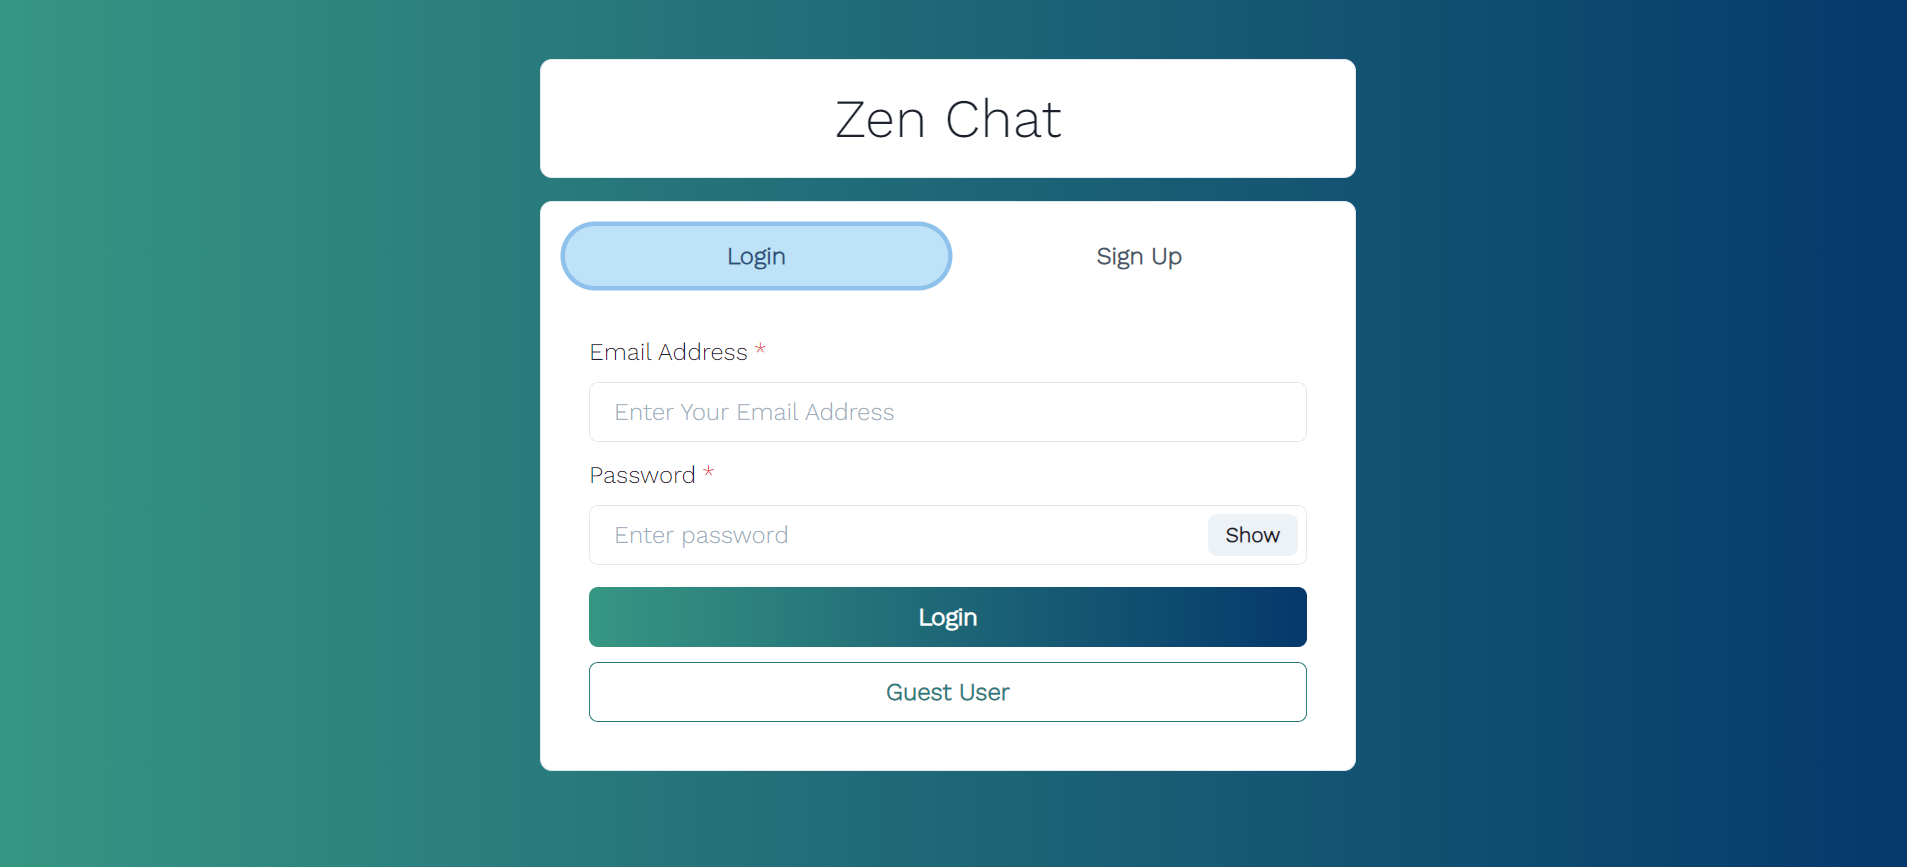 Zen Chat
Login Sign Up
Email Address *
Enter Your Email Address
Password *
Enter password Show
Login
Guest User